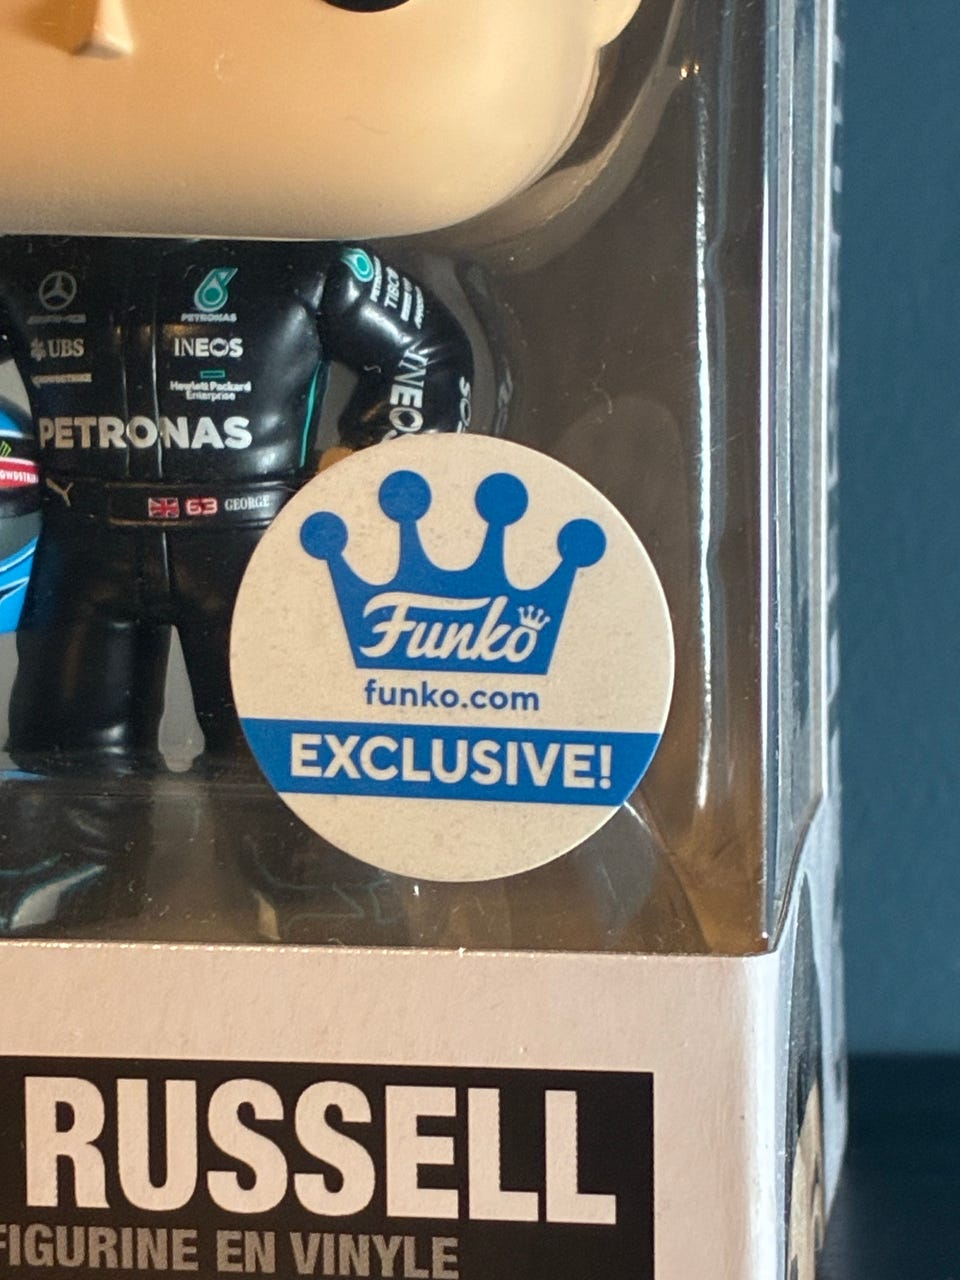 PETRONAS
UBS
INEOS
Hewlett Packard
Enterprise
PETRONAS
INEOS
63 GEORGE
Funko
funko.com
EXCLUSIVE!
RUSSELL
FIGURINE EN VINYLE